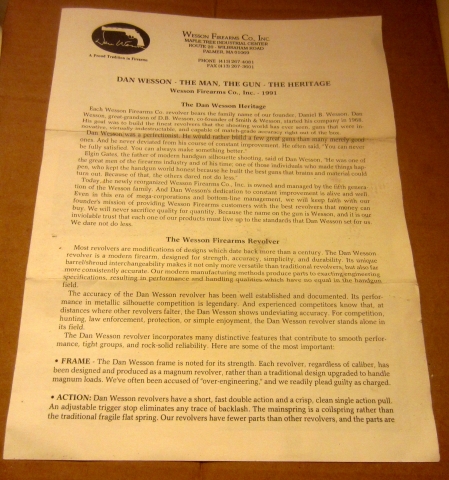 Dan Wesson
A Proud Tradition in Firearms
WESSON FIREARMS CO., INC
MAPLE TREE INDUSTRIAL CENTER
ROUTE 20 - WILBRAHAM ROAD
PALMER, MA 01069
PHONE (413) 267-4081
FAX (413) 267-3601
DAN WESSON - THE MAN, THE GUN - THE HERITAGE
Wesson Firearms Co., Inc. - 1991
The Dan Wesson Heritage
Each Wesson Firearms Co. revolver bears the family name of our founder, Daniel B. Wesson. Dan
Wesson, great-grandson of D.B. Wesson, co-founder of Smith & Wesson, started his company in 1968.
His goal was to build the finest revolvers that the shooting world has ever seen, guns that were in-
novative, virtually indestructable, and capable of match-grade accuracy, right out of the box.
Dan Wesson was a perfectionist. He would rather build a few great guns than many merely good
ones. And he never deviated from his course of constant improvement. He often said, "You can never
be fully satisfied. You can always make something better."
Elgin Gates, the father of modern handgun silhouette shooting, said of Dan Wesson, "He was one of
the great men of the firearms industry and of his time; one of those individuals who made things hap-
pen, who kept the handgun world honest because he built the best guns that brains and material could
turn out. Because of that, the others dared not do less."
Today, the newly reorganized Wesson Firearms Co., Inc. is owned and managed by the fifth genera-
tion of the Wesson family. And Dan Wesson's dedication to constant improvement is alive and well.
Even in this era of mega-corporations and bottom-line management, we will keep faith with our
founder's mission of providing Wesson Firearms customers with the best revolvers that money can
buy. We will never sacrifice quality for quantity. Because the name on the gun is Wesson, and it is our
inviolable trust that each one of our products must live up to the standards that Dan Wesson set for us.
We dare not do less.
The Wesson Firearms Revolver
Most revolvers are modifications of designs which date back more than a century. The Dan Wesson
revolver is a modern firearm, designed for strength, accuracy, simplicity, and durability. Its unique
barrel/shroud interchangeability makes it not only more versatile than traditional revolvers, but also far
more consistently accurate. Our modern manufacturing methods produce parts to exacting engineering
specifications, resulting in performance and handling qualities which have no equal in the handgun
field.
The accuracy of the Dan Wesson revolver has been well established and documented. Its perfor-
mance in metallic silhouette competition is legendary. And experienced competitors know that, at
distances where other revolvers falter, the Dan Wesson shows undeviating accuracy. For competition,
hunting, law enforcement, protection, or simple enjoyment, the Dan Wesson revolver stands alone in
its field.
The Dan Wesson revolver incorporates many distinctive features that contribute to smooth perfor-
mance, tight groups, and rock-solid reliability. Here are some of the most important:
• FRAME - The Dan Wesson frame is noted for its strength. Each revolver, regardless of caliber, has
been designed and produced as a magnum revolver, rather than a traditional design upgraded to handle
magnum loads. We've often been accused of "over-engineering," and we readily plead guilty as charged.
• ACTION: Dan Wesson revolvers have a short, fast double action and a crisp, clean single action pull.
An adjustable trigger stop eliminates any trace of backlash. The mainspring is a coilspring rather than
the traditional fragile flat spring. Our revolvers have fewer parts than other revolvers, and the parts are